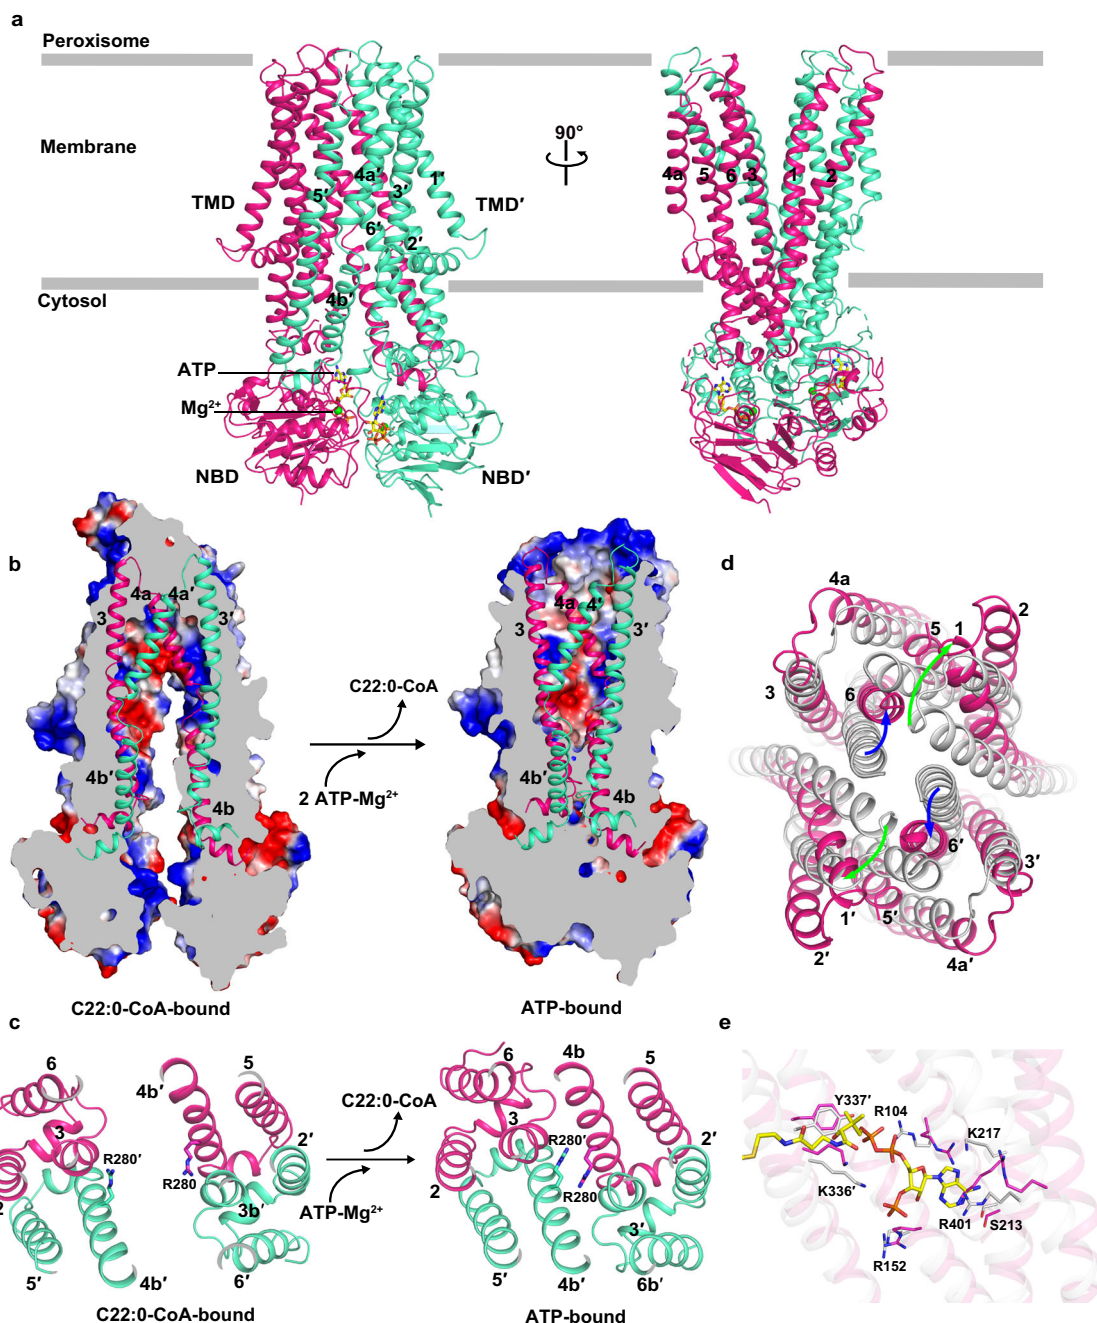 a
Peroxisome
Membrane
Cytosol
TMD
TMD′
5′
4a′
3′
1′
6′
2′
4b′
ATP
Mg²⁺
NBD
NBD′
90°
4a
5
6
3
1
2
b
3
4a
4a′
3′
4b′
4b
C22:0-CoA-bound
C22:0-CoA
2 ATP-Mg²⁺
3
4a
4′
3′
4b′
4b
ATP-bound
d
4a
5
1
2
3
6
6′
3′
1′
5′
2′
4a′
c
6
4b′
5
3
R280′
R280
2′
2
3b′
5′
4b′
6′
C22:0-CoA-bound
C22:0-CoA
ATP-Mg²⁺
6
4b
5
3
R280′
2′
2
R280
3′
5′
4b′
6b′
ATP-bound
e
Y337′
R104
K217
K336′
R401
S213
R152